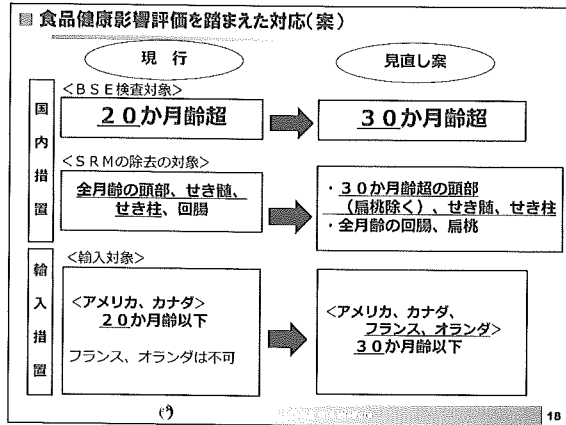 ■ 食品健康影響評価を踏まえた対応(案)
現 行
見直し案
国内措置
<BSE検査対象>
20か月齢超
30か月齢超
<SRMの除去の対象>
全月齢の頭部、せき髄、
せき柱、回腸
・30か月齢超の頭部
(扁桃除く)、せき髄、せき柱
・全月齢の回腸、扁桃
輸入措置
<輸入対象>
<アメリカ、カナダ>
20か月齢以下
フランス、オランダは不可
<アメリカ、カナダ、
フランス、オランダ>
30か月齢以下
18